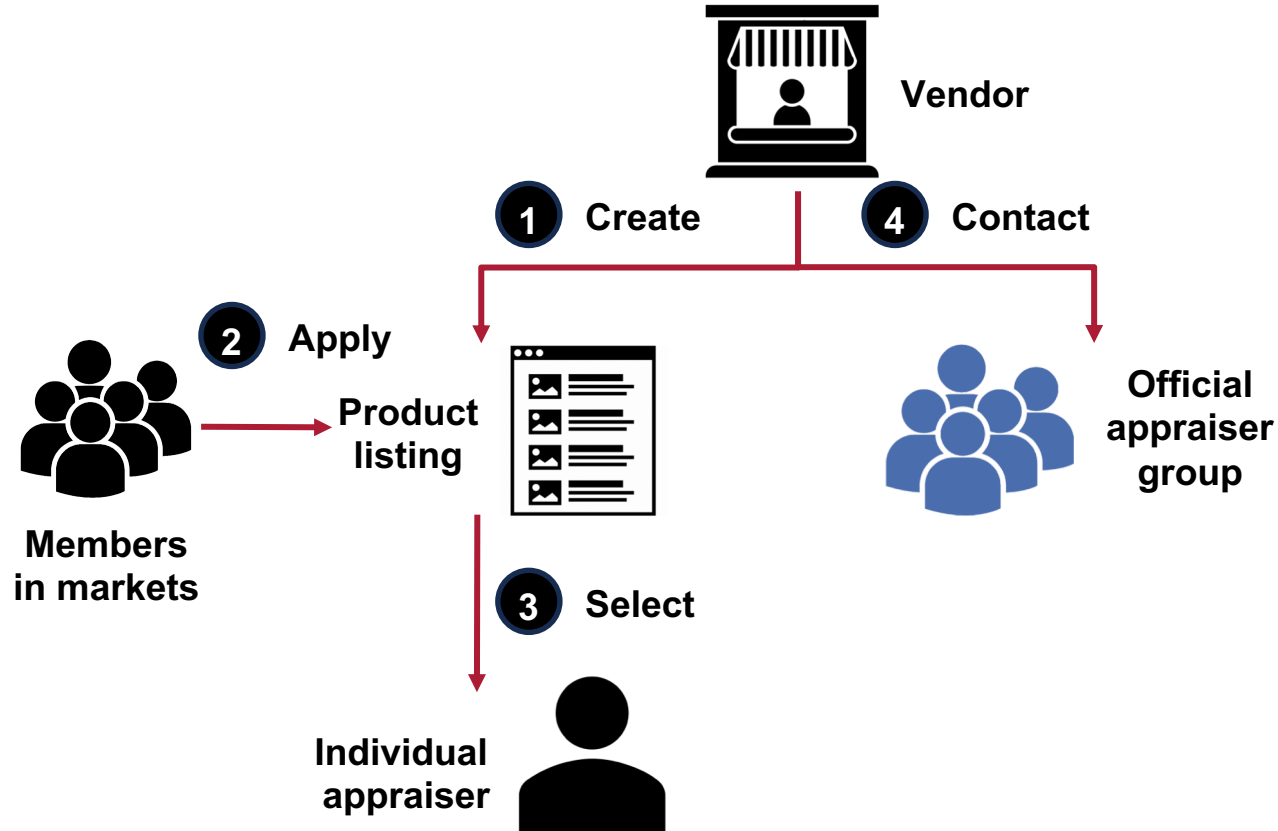 Vendor
1 Create
4 Contact
2 Apply
Product
listing
Official
appraiser
group
Members
in markets
3 Select
Individual
appraiser